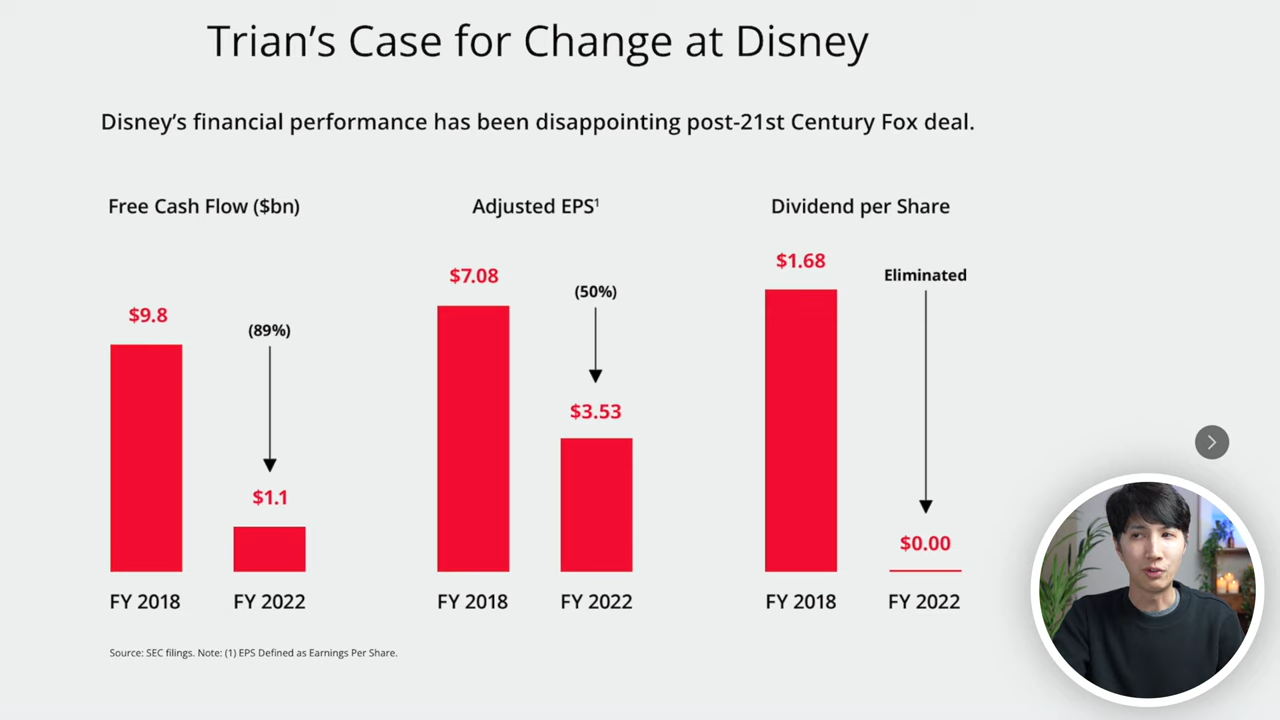 Trian’s Case for Change at Disney
Disney’s financial performance has been disappointing post-21st Century Fox deal.
Free Cash Flow ($bn)
$9.8
(89%)
$1.1
FY 2018
FY 2022
Adjusted EPS¹
$7.08
(50%)
$3.53
FY 2018
FY 2022
Dividend per Share
$1.68
Eliminated
$0.00
FY 2018
FY 2022
Source: SEC filings. Note: (1) EPS Defined as Earnings Per Share.